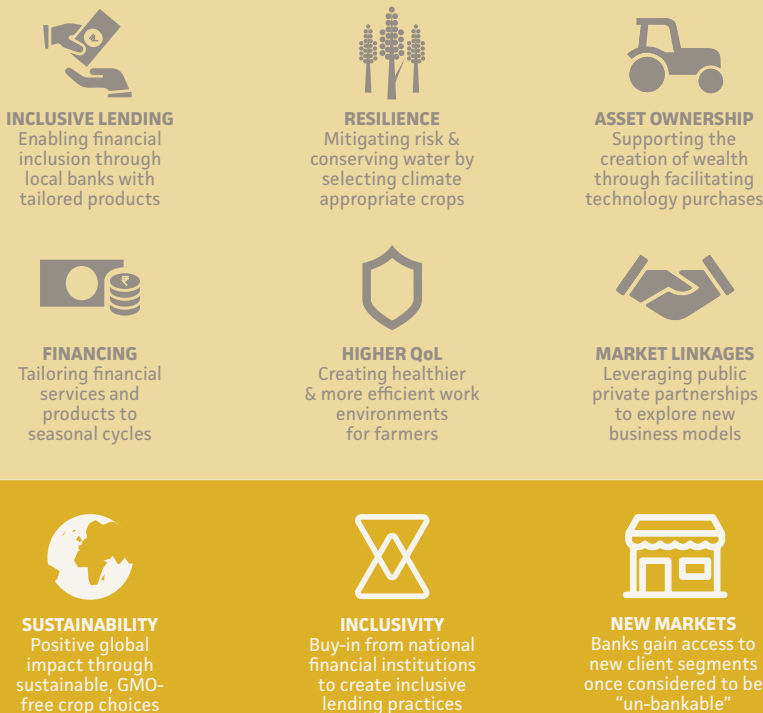 INCLUSIVE LENDING
Enabling financial
inclusion through
local banks with
tailored products
RESILIENCE
Mitigating risk &
conserving water by
selecting climate
appropriate crops
ASSET OWNERSHIP
Supporting the
creation of wealth
through facilitating
technology purchases
₹
FINANCING
Tailoring financial
services and
products to
seasonal cycles
HIGHER QoL
Creating healthier
& more efficient work
environments
for farmers
MARKET LINKAGES
Leveraging public
private partnerships
to explore new
business models
SUSTAINABILITY
Positive global
impact through
sustainable, GMO-
free crop choices
INCLUSIVITY
Buy-in from national
financial institutions
to create inclusive
lending practices
NEW MARKETS
Banks gain access to
new client segments
once considered to be
“un-bankable”